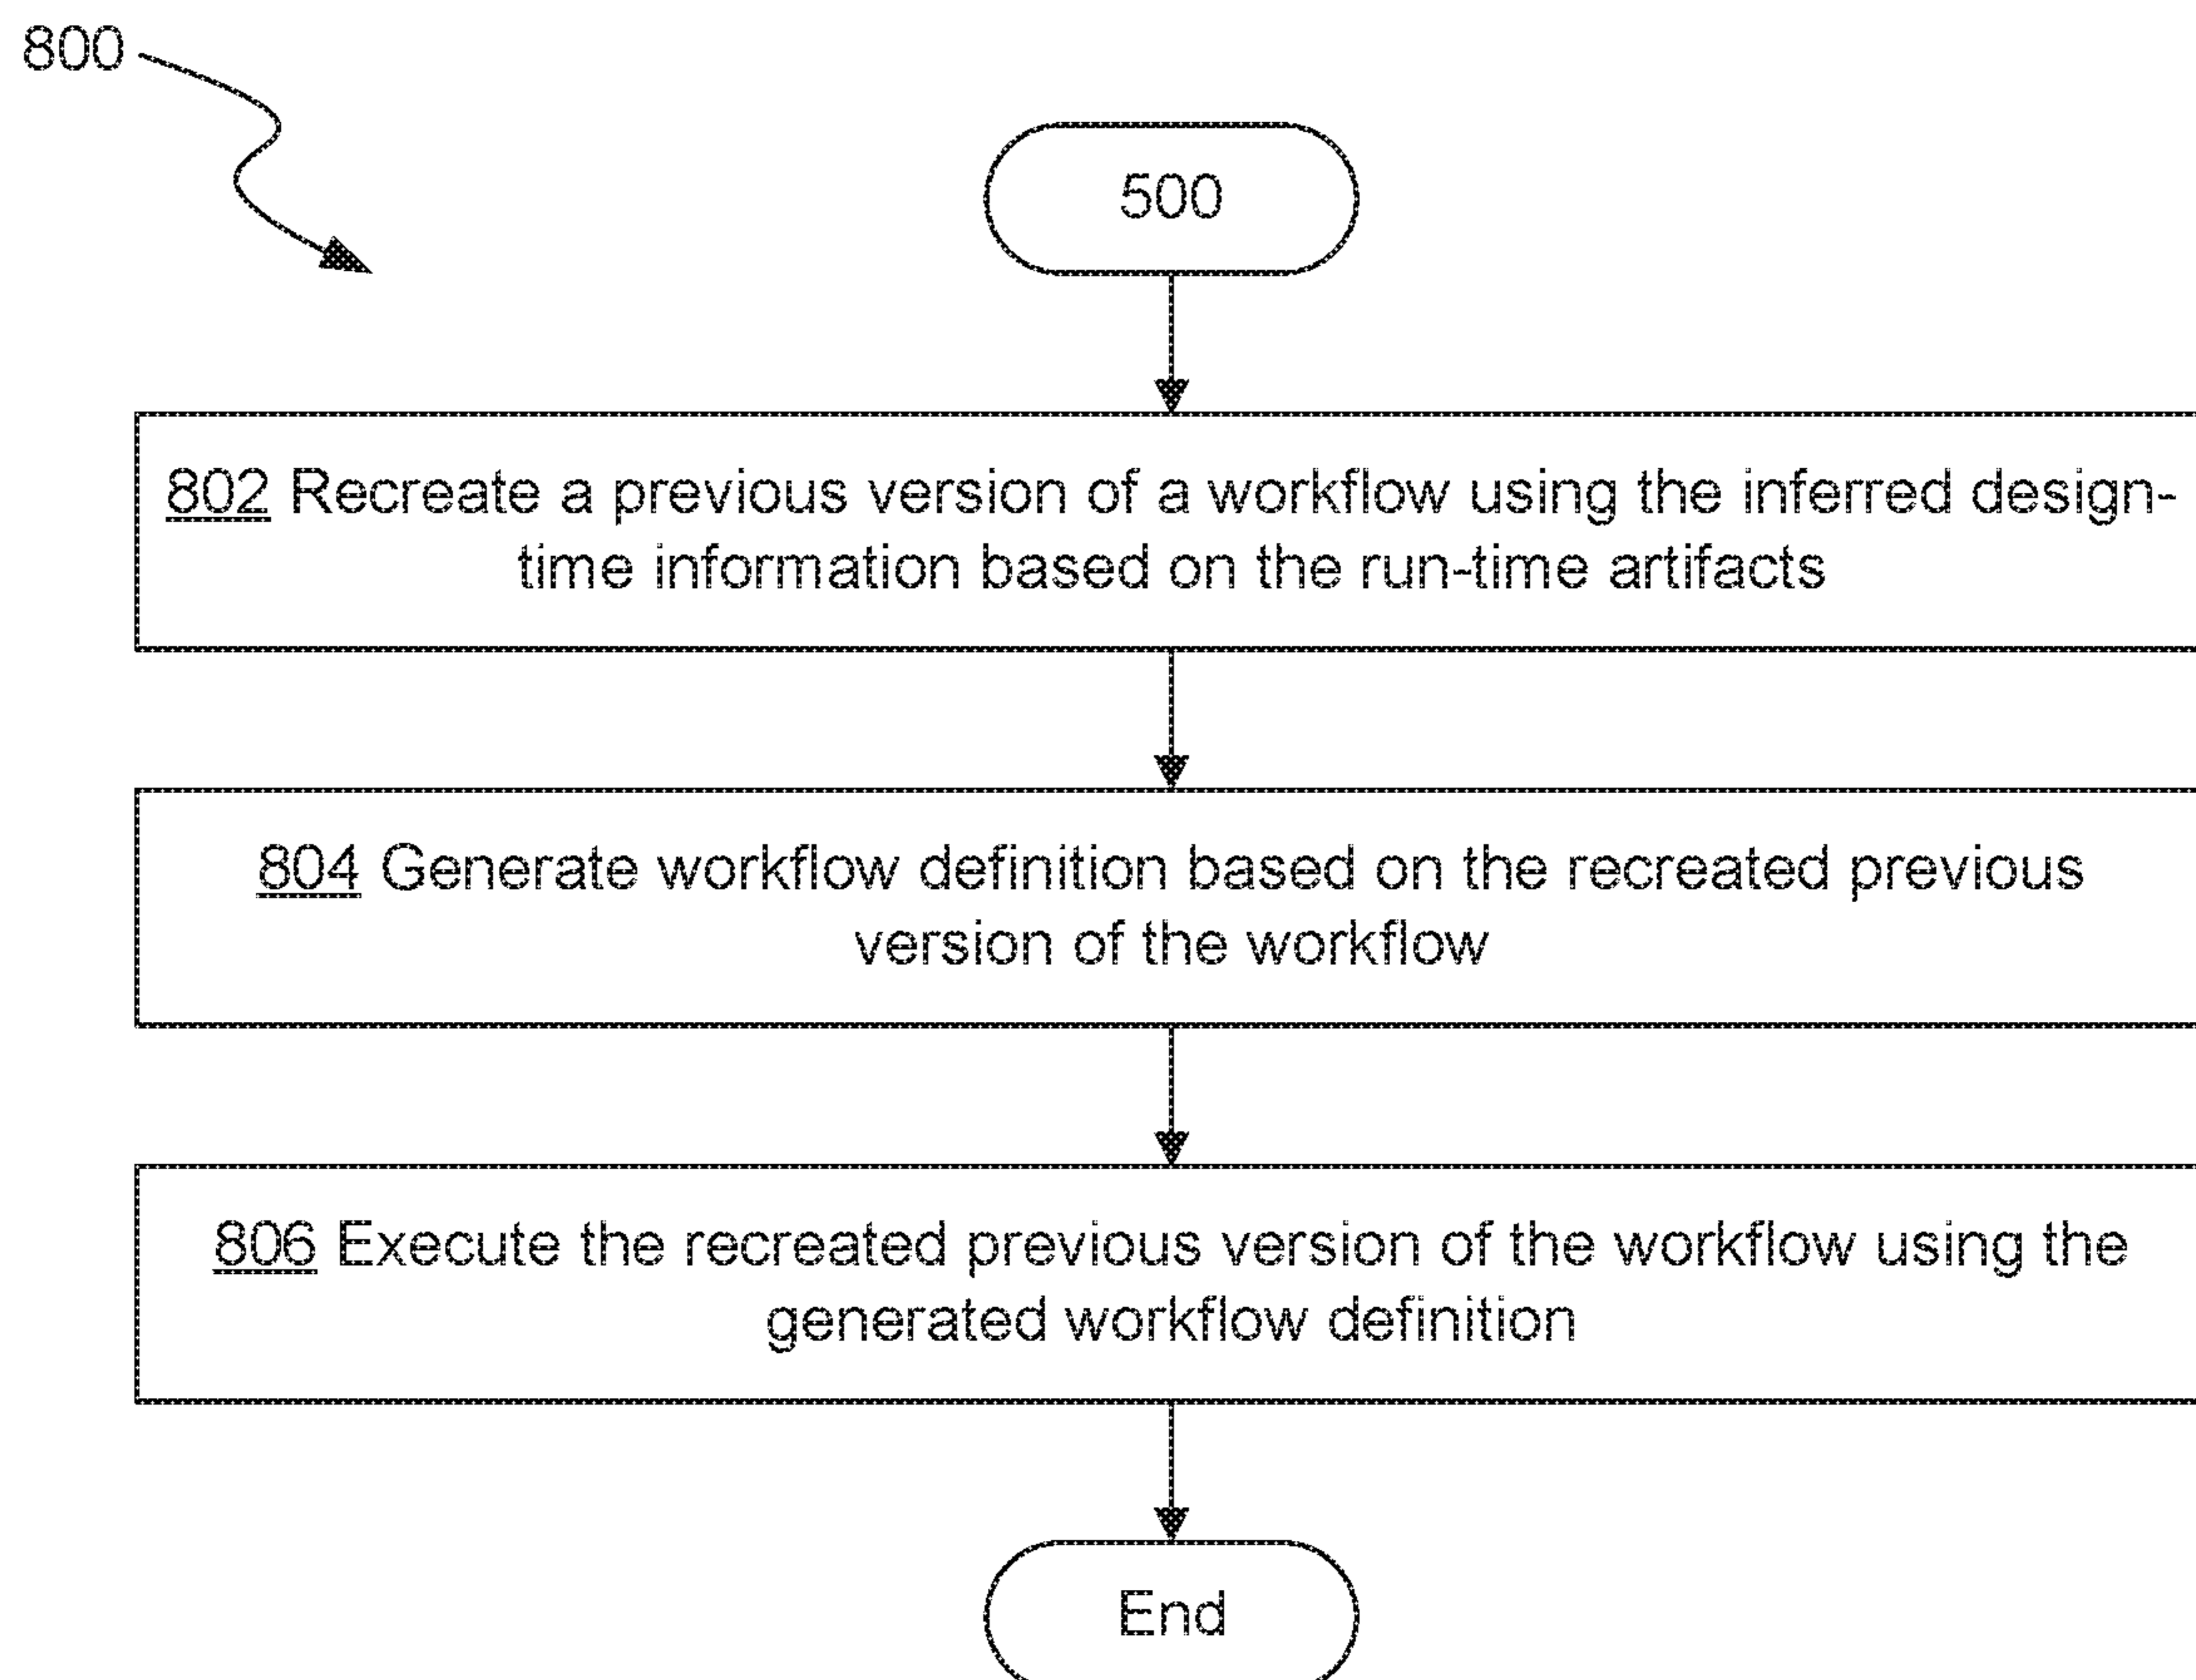 800
500
802 Recreate a previous version of a workflow using the inferred design-
time information based on the run-time artifacts
804 Generate workflow definition based on the recreated previous
version of the workflow
806 Execute the recreated previous version of the workflow using the
generated workflow definition
End